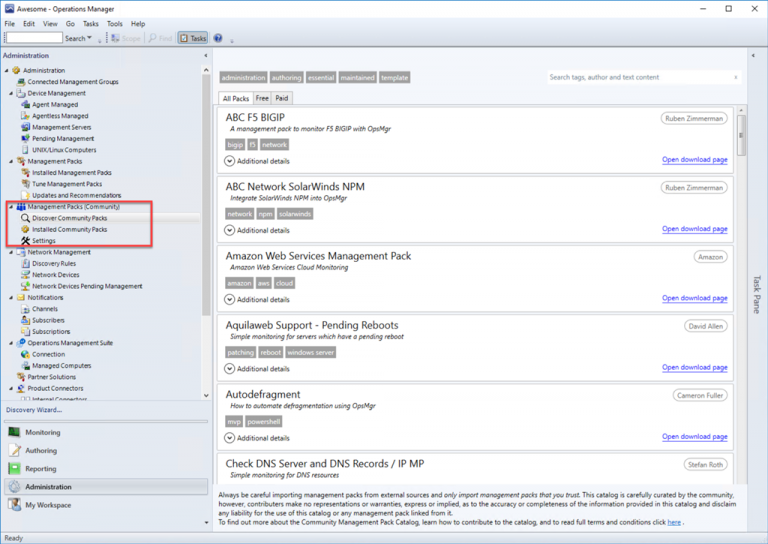 Awesome - Operations Manager
File Edit View Go Tasks Tools Help
Search Scope Find Tasks
Administration
Administration
Connected Management Groups
Device Management
Agent Managed
Agentless Managed
Management Servers
Pending Management
UNIX/Linux Computers
Management Packs
Installed Management Packs
Tune Management Packs
Updates and Recommendations
Management Packs (Community)
Discover Community Packs
Installed Community Packs
Settings
Network Management
Discovery Rules
Network Devices
Network Devices Pending Management
Notifications
Channels
Subscribers
Subscriptions
Operations Management Suite
Connection
Managed Computers
Partner Solutions
Product Connectors
Internal Connectors
Discovery Wizard...
Monitoring
Authoring
Reporting
Administration
My Workspace
Ready
administration authoring essential maintained template
Search tags, author and text content x
All Packs Free Paid
ABC F5 BIGIP Ruben Zimmerman
A management pack to monitor F5 BIGIP with OpsMgr
bigip f5 network
Additional details Open download page
ABC Network SolarWinds NPM Ruben Zimmerman
Integrate SolarWinds NPM into OpsMgr
network npm solarwinds
Additional details Open download page
Amazon Web Services Management Pack Amazon
Amazon Web Services Cloud Monitoring
amazon aws cloud
Additional details Open download page
Aquilaweb Support - Pending Reboots David Allen
Simple monitoring for servers which have a pending reboot
patching reboot windows server
Additional details Open download page
Autodefragment Cameron Fuller
How to automate defragmentation using OpsMgr
mvp powershell
Additional details Open download page
Check DNS Server and DNS Records / IP MP Stefan Roth
Simple monitoring for DNS resources
Always be careful importing management packs from external sources and only import management packs that you trust. This catalog is carefully curated by the community,
however, contributors make no representations or warranties, express or implied, as to the accuracy or completeness of the information provided in this catalog and disclaim
any liability for the use of this catalog or any management pack linked from it.
To find out more about the Community Management Pack Catalog, learn how to contribute to the catalog, and to read full terms and conditions click here .
Task Pane